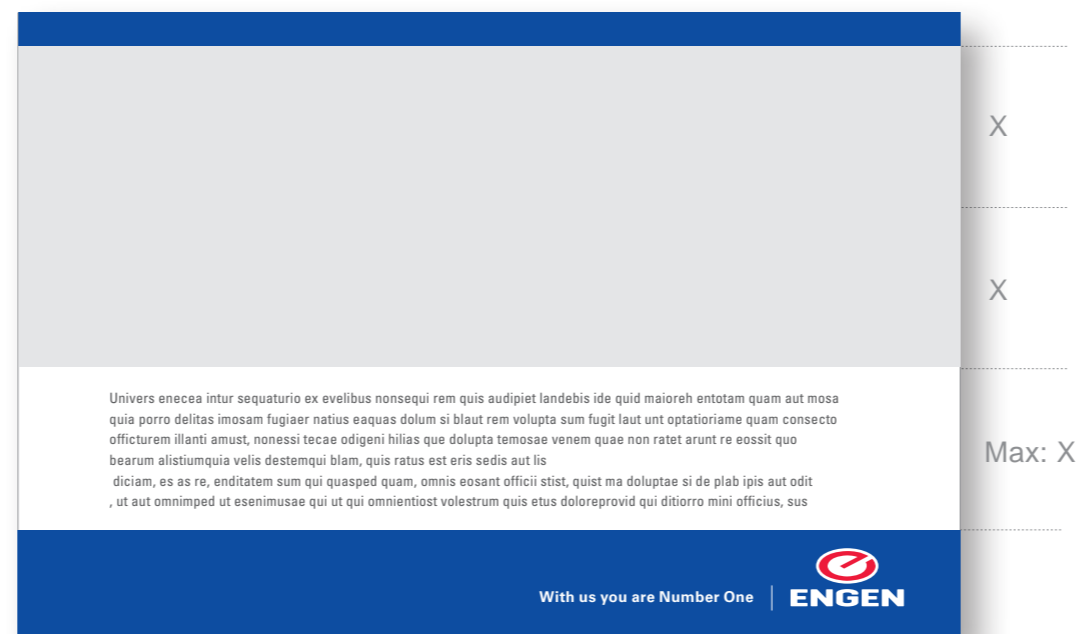 X
X
Univers enecea intur sequaturio ex evelibus nonsequi rem quis audipiet landebis ide quid maioreh entotam quam aut mosa
quia porro delitas imosam fugiaer natius eaquas dolum si blaut rem volupta sum fugit laut unt optatioriame quam consecto
officturem illanti amust, nonessi tecae odigeni hilias que dolupta temosae venem quae non ratet arunt re eossit quo
bearum alistiumquia velis destemqui blam, quis ratus est eris sedis aut lis
diciam, es as re, enditatem sum qui quasped quam, omnis eosant officii stist, quist ma doluptae si de plab ipis aut odit
, ut aut omnimped ut esenimusae qui ut qui omnientiost volestrum quis etus doloreprovid qui ditiorro mini officius, sus
Max: X
With us you are Number One
ENGEN